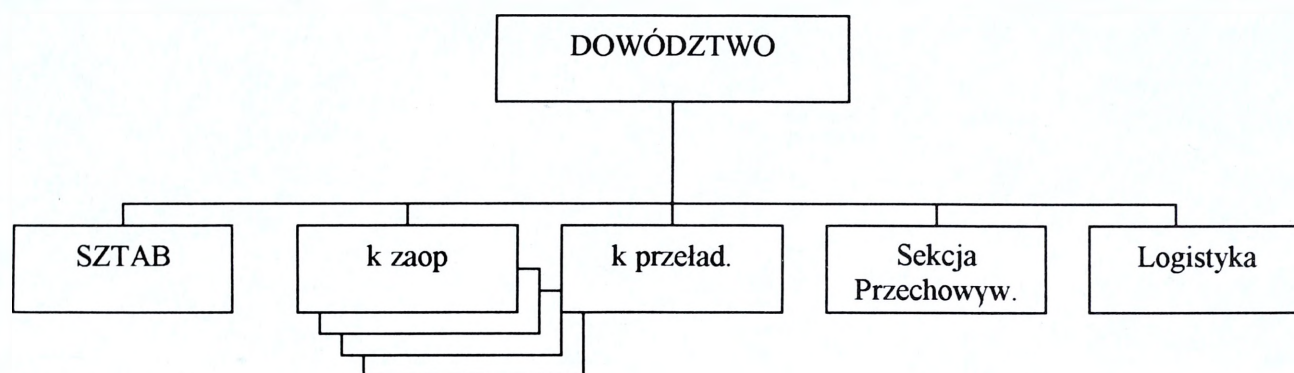 DOWÓDZTWO
SZTAB
k zaop
k przeład.
Sekcja
Przechowyw.
Logistyka